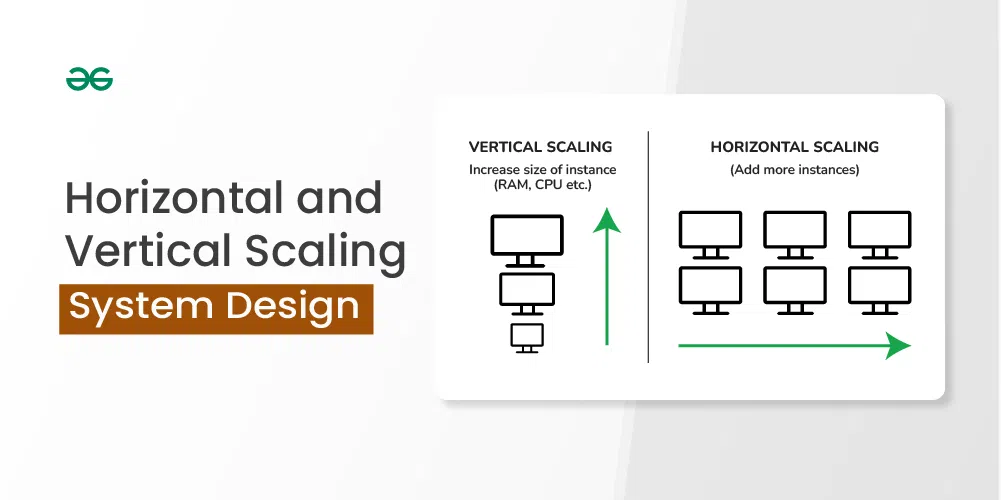 Horizontal and
Vertical Scaling
System Design
VERTICAL SCALING
Increase size of instance
(RAM, CPU etc.)
HORIZONTAL SCALING
(Add more instances)